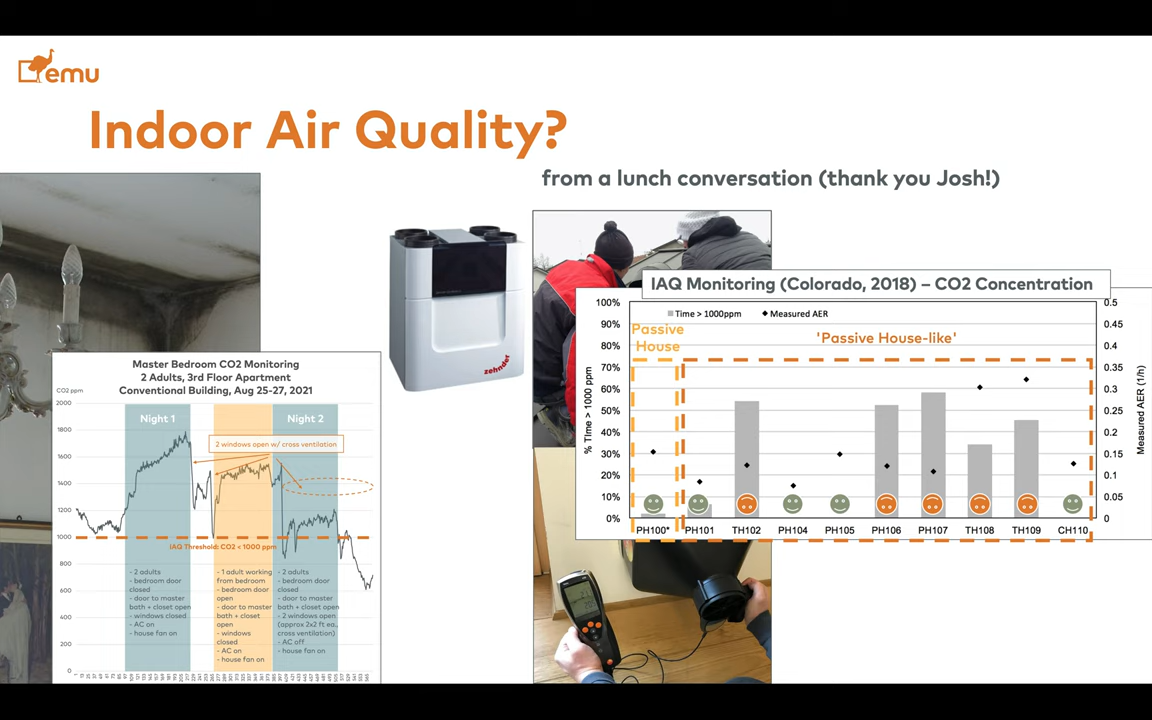 emu
Indoor Air Quality?
from a lunch conversation (thank you Josh!)
zehnder
Master Bedroom CO2 Monitoring
2 Adults, 3rd Floor Apartment
Conventional Building, Aug 25-27, 2021
CO2 ppm
2000
1800
1600
1400
1200
1000
800
600
400
200
0
Night 1
Night 2
2 windows open w/ cross ventilation
IAQ Threshold: CO2 < 1000 ppm
- 2 adults
- bedroom door
closed
- door to master
bath + closet open
- windows closed
- AC on
- house fan on
- 1 adult working
from bedroom
- bedroom door
open
- door to master
bath + closet
open
- windows
closed
- AC on
- house fan on
- 2 adults
- bedroom door
closed
- door to master
bath + closet open
- 2 windows open
(approx 2x2 ft ea.,
cross ventilation)
- AC off
- house fan on
IAQ Monitoring (Colorado, 2018) – CO2 Concentration
Time > 1000ppm
Measured AER
Passive
House
'Passive House-like'
% Time > 1000 ppm
100%
90%
80%
70%
60%
50%
40%
30%
20%
10%
0%
0.5
0.45
0.4
0.35
0.3
0.25
0.2
0.15
0.1
0.05
0
Measured AER (1/h)
PH100* PH101 TH102 PH104 PH105 PH106 PH107 TH108 TH109 CH110